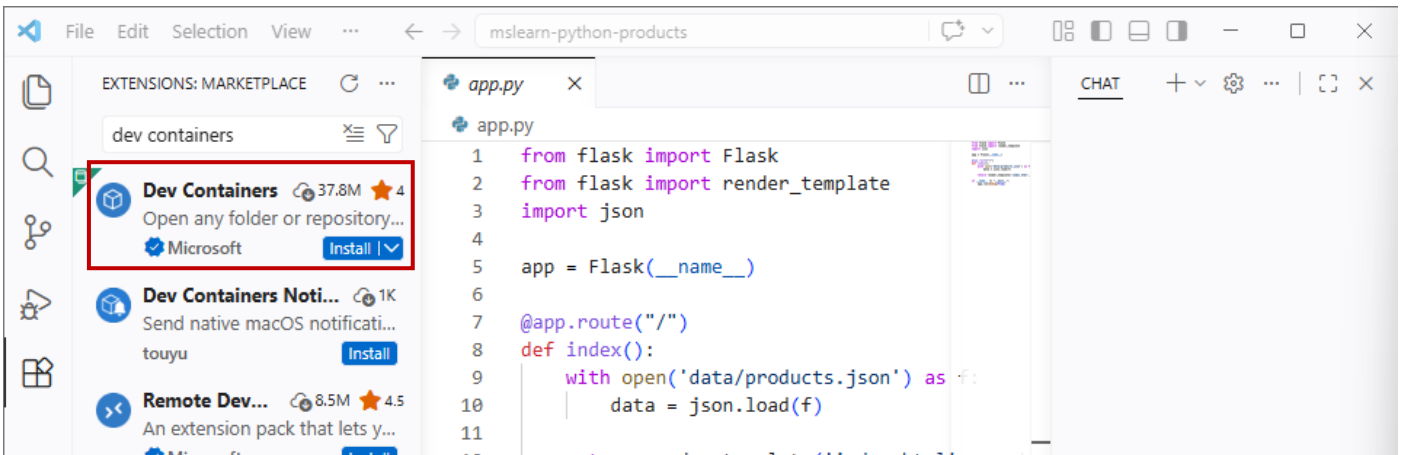 File Edit Selection View ··· mslearn-python-products
EXTENSIONS: MARKETPLACE
dev containers
Dev Containers 37.8M 4
Open any folder or repository...
Microsoft Install
Dev Containers Noti... 1K
Send native macOS notificati...
touyu Install
Remote Dev... 8.5M 4.5
An extension pack that lets y...
app.py
app.py
1 from flask import Flask
2 from flask import render_template
3 import json
4
5 app = Flask(__name__)
6
7 @app.route("/")
8 def index():
9 with open('data/products.json') as f:
10 data = json.load(f)
11
CHAT